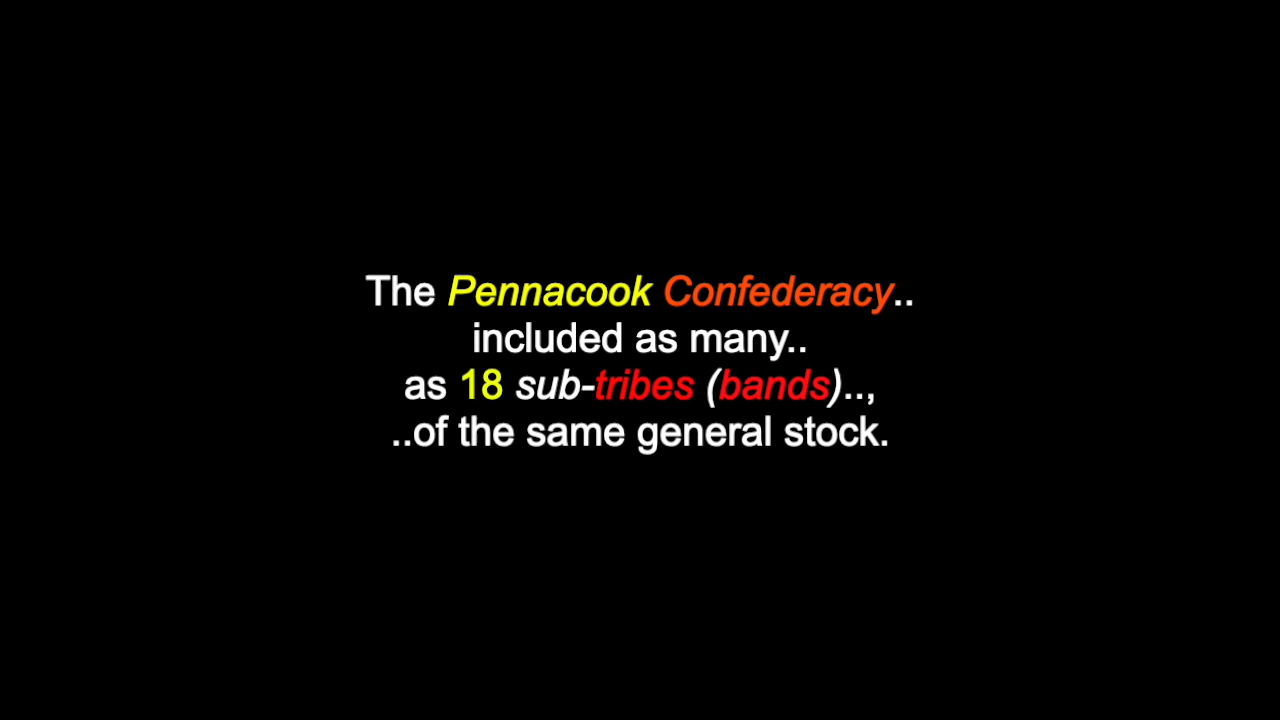 The Pennacook Confederacy..
included as many..
as 18 sub-tribes (bands)..,
..of the same general stock.